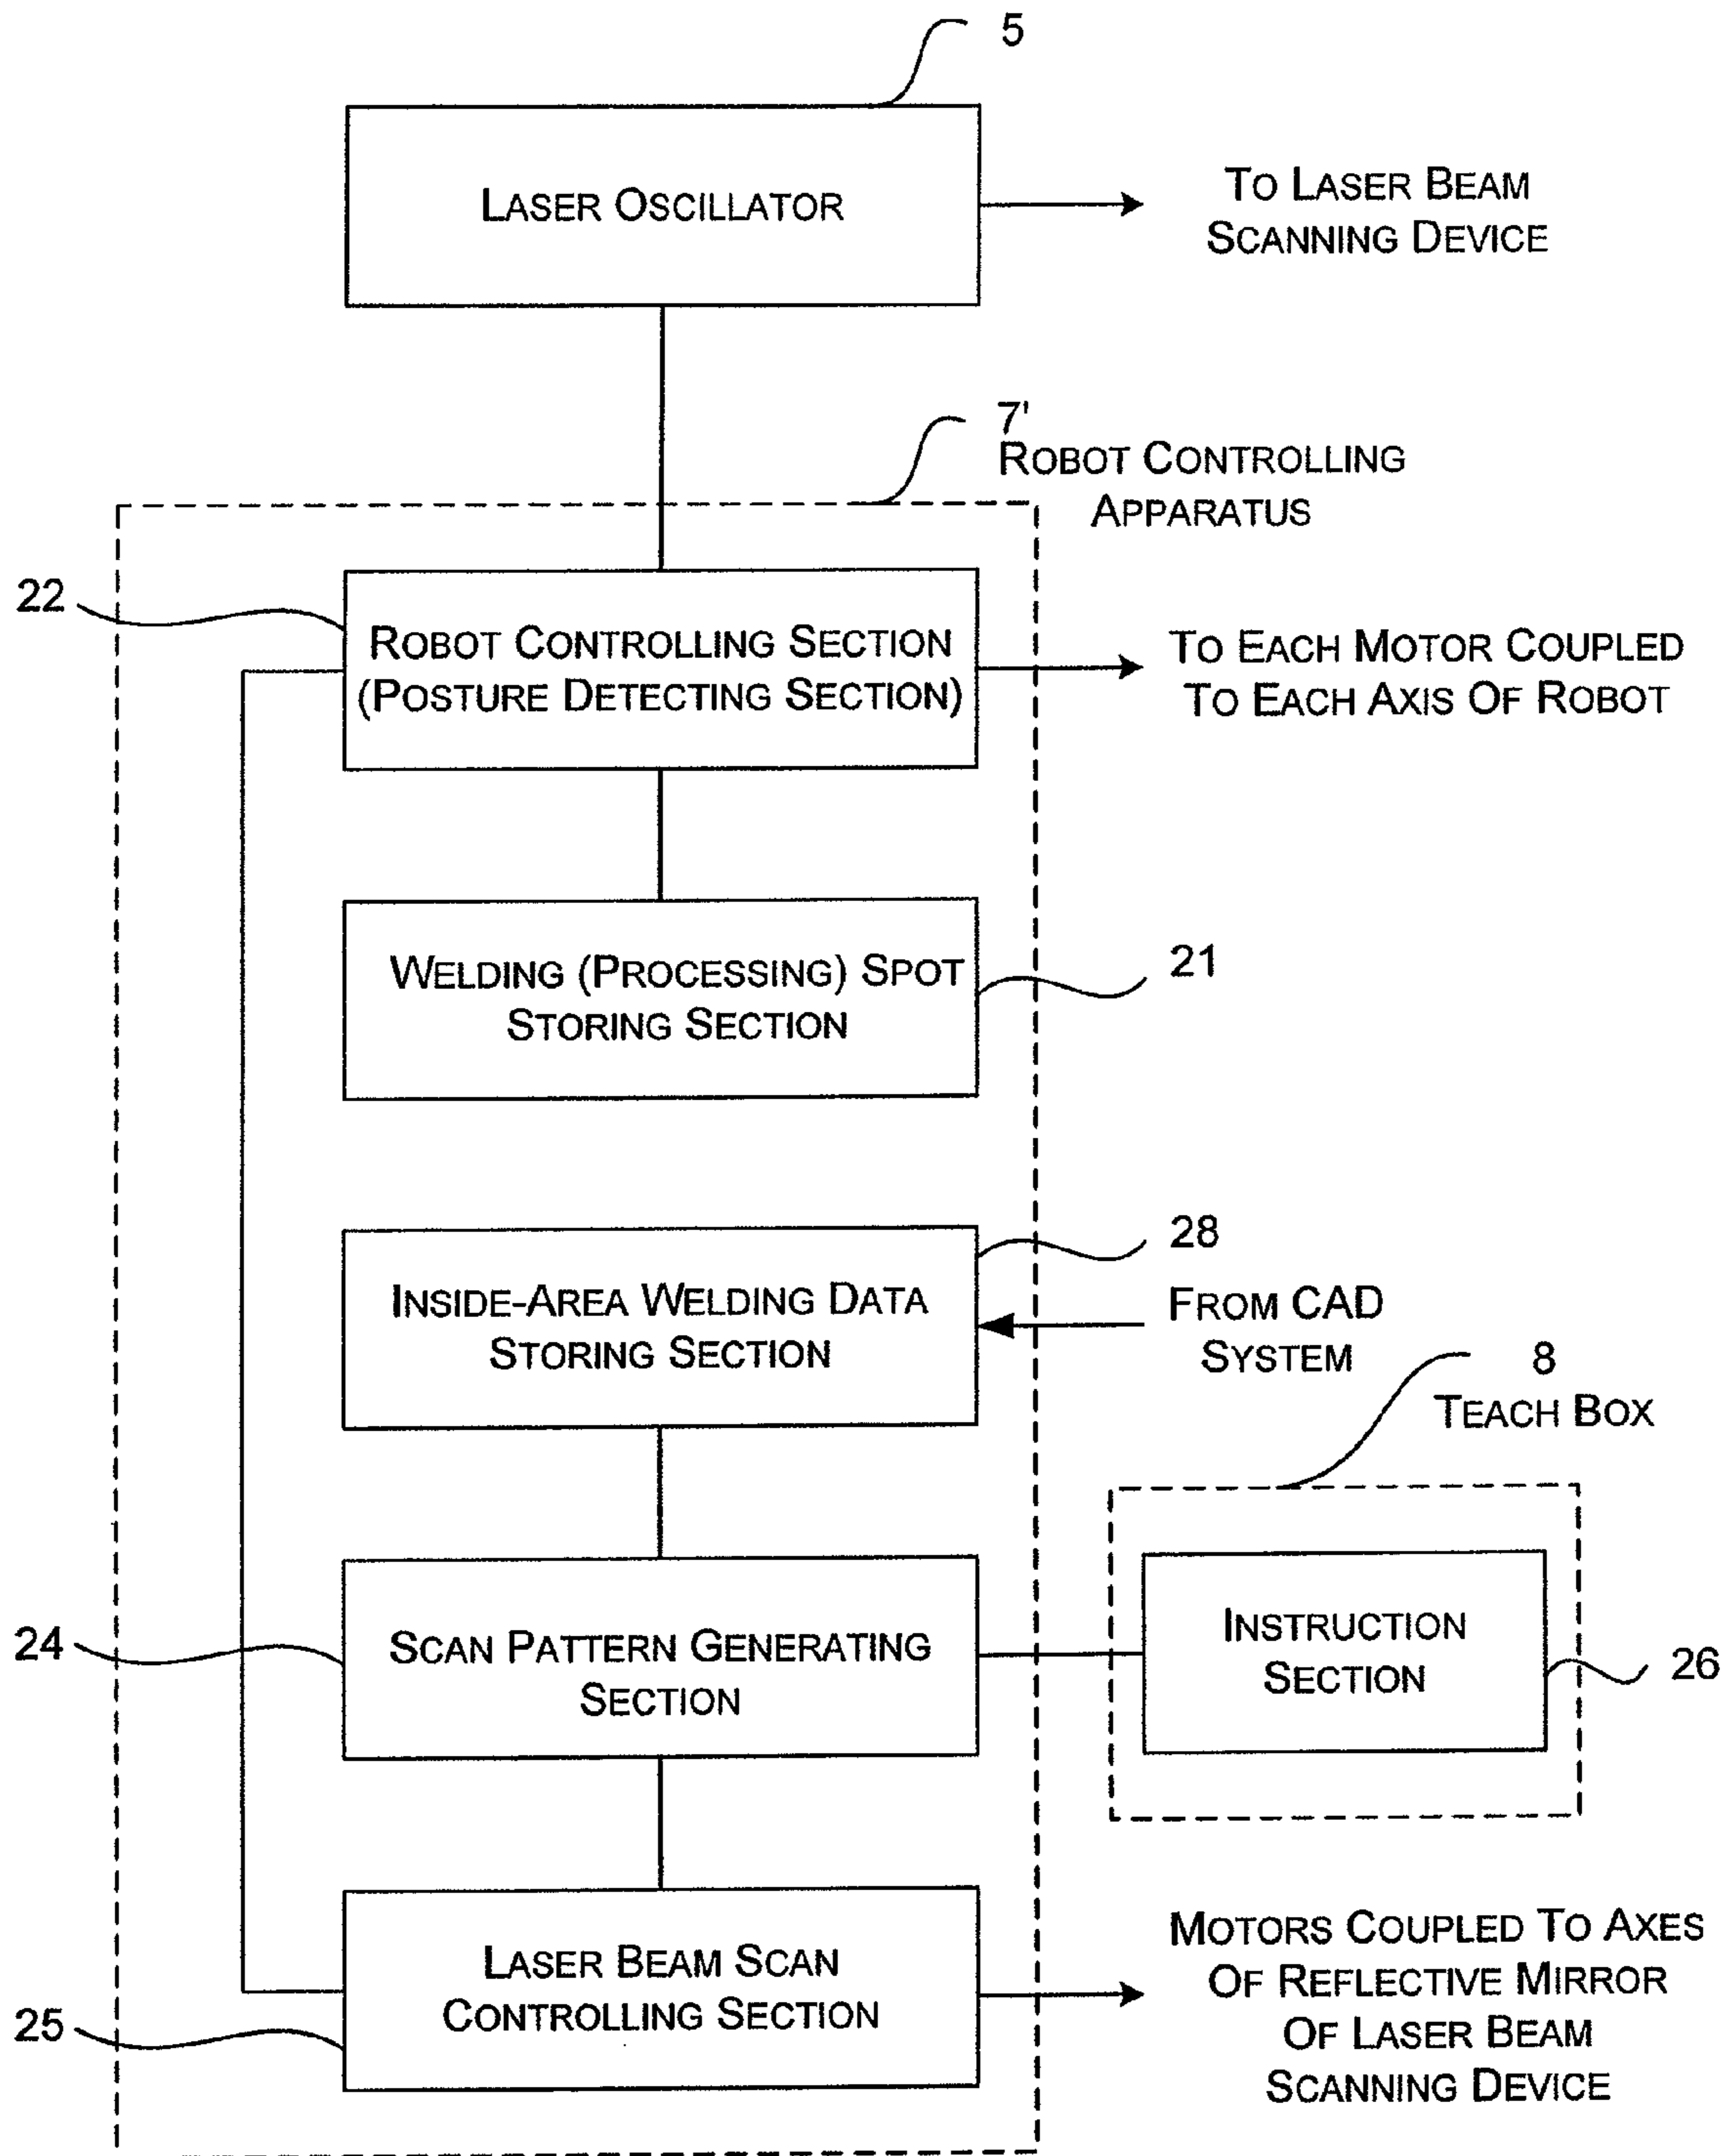 5
LASER OSCILLATOR
TO LASER BEAM
SCANNING DEVICE
7'
ROBOT CONTROLLING
APPARATUS
22
ROBOT CONTROLLING SECTION
(POSTURE DETECTING SECTION)
TO EACH MOTOR COUPLED
TO EACH AXIS OF ROBOT
WELDING (PROCESSING) SPOT
STORING SECTION
21
28
INSIDE-AREA WELDING DATA
STORING SECTION
FROM CAD
SYSTEM
8
TEACH BOX
24
SCAN PATTERN GENERATING
SECTION
INSTRUCTION
SECTION
26
LASER BEAM SCAN
CONTROLLING SECTION
25
MOTORS COUPLED TO AXES
OF REFLECTIVE MIRROR
OF LASER BEAM
SCANNING DEVICE